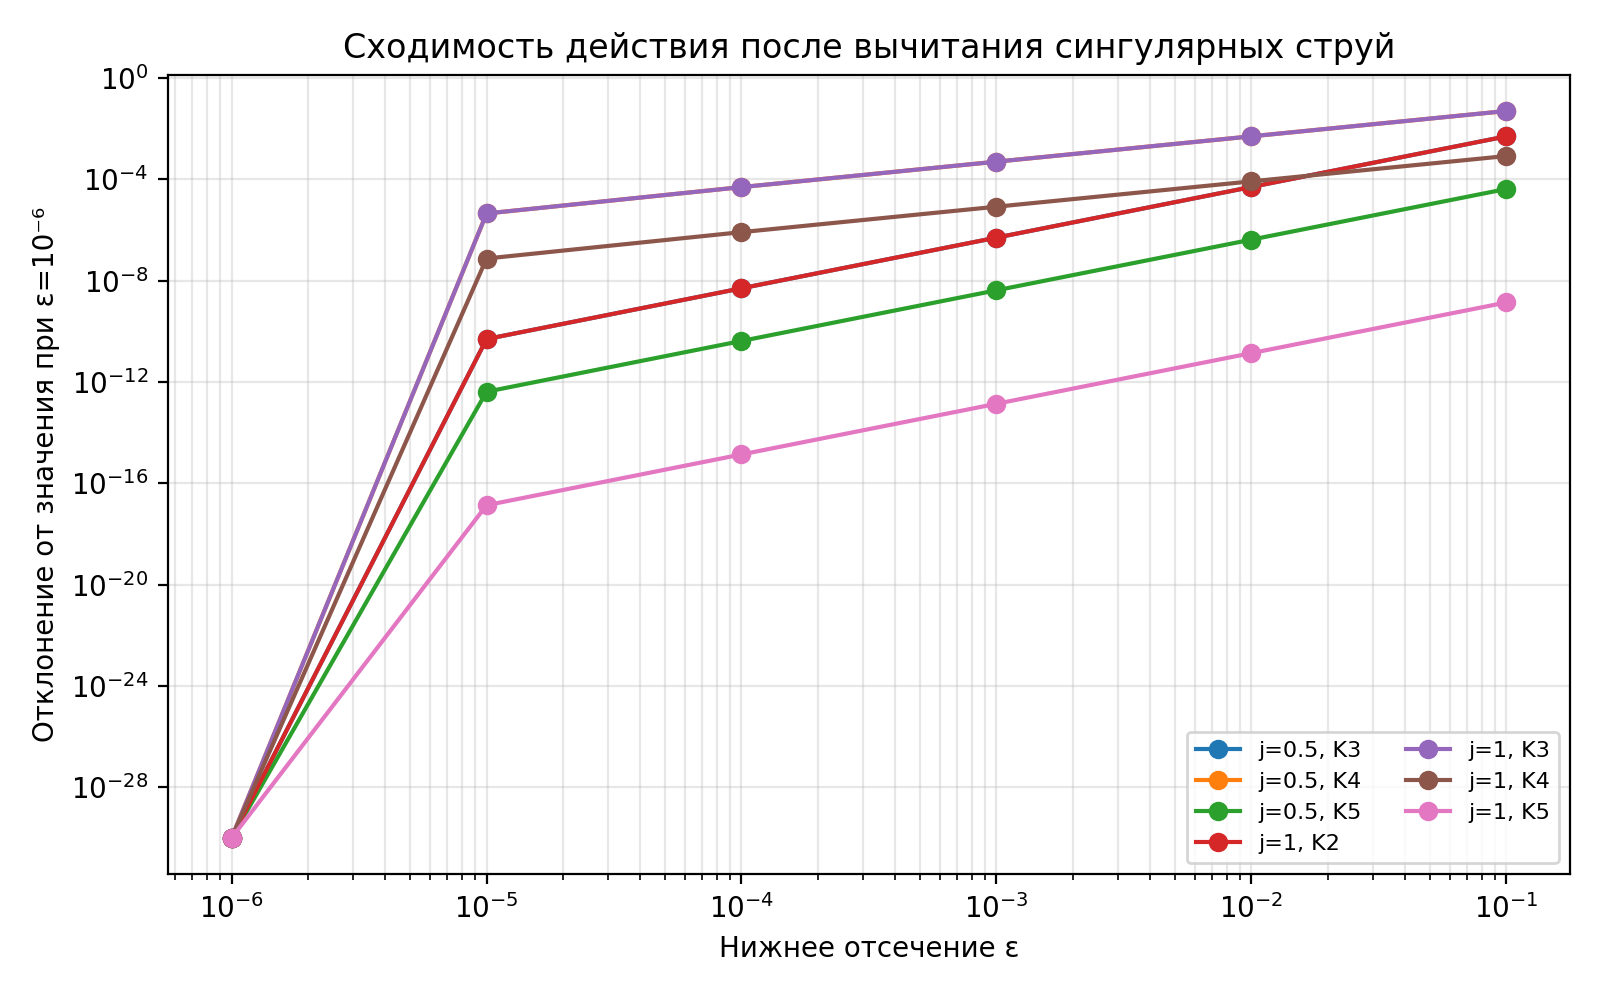 Сходимость действия после вычитания сингулярных струй
Отклонение от значения при ε=10⁻⁶
10⁰
10⁻⁴
10⁻⁸
10⁻¹²
10⁻¹⁶
10⁻²⁰
10⁻²⁴
10⁻²⁸
j=0.5, K3
j=0.5, K4
j=0.5, K5
j=1, K2
j=1, K3
j=1, K4
j=1, K5
10⁻⁶ 10⁻⁵ 10⁻⁴ 10⁻³ 10⁻² 10⁻¹
Нижнее отсечение ε